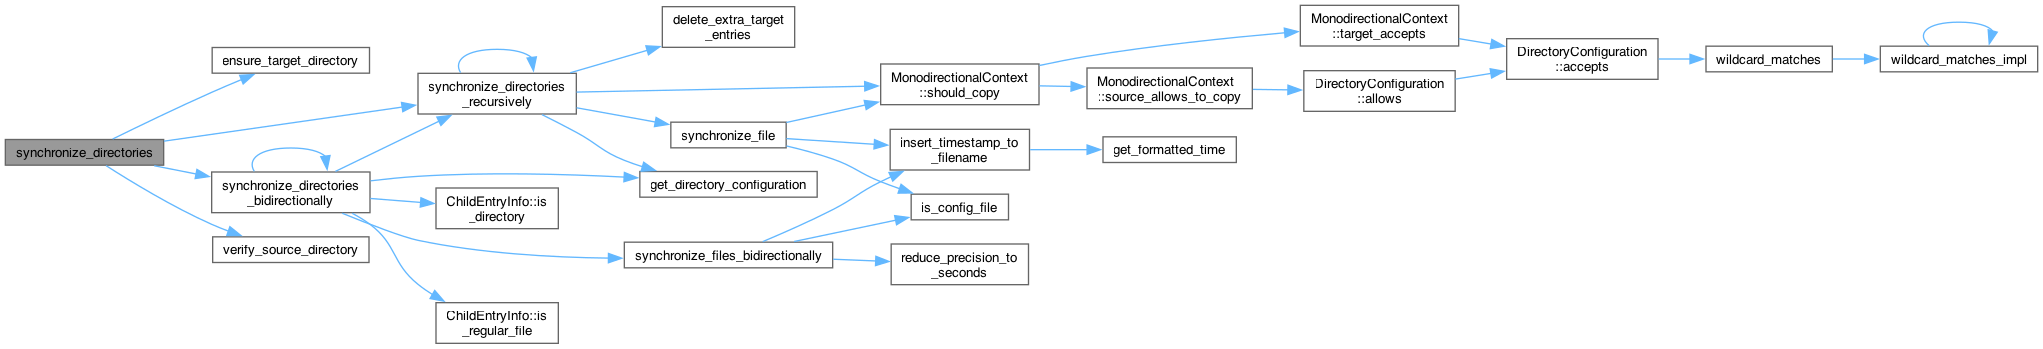 synchronize_directories
ensure_target_directory
synchronize_directories
_recursively
synchronize_directories
_bidirectionally
verify_source_directory
delete_extra_target
_entries
synchronize_file
get_directory_configuration
ChildEntryInfo::is
_directory
synchronize_files_bidirectionally
ChildEntryInfo::is
_regular_file
MonodirectionalContext
::should_copy
insert_timestamp_to
_filename
is_config_file
reduce_precision_to
_seconds
MonodirectionalContext
::source_allows_to_copy
get_formatted_time
MonodirectionalContext
::target_accepts
DirectoryConfiguration
::allows
DirectoryConfiguration
::accepts
wildcard_matches
wildcard_matches_impl